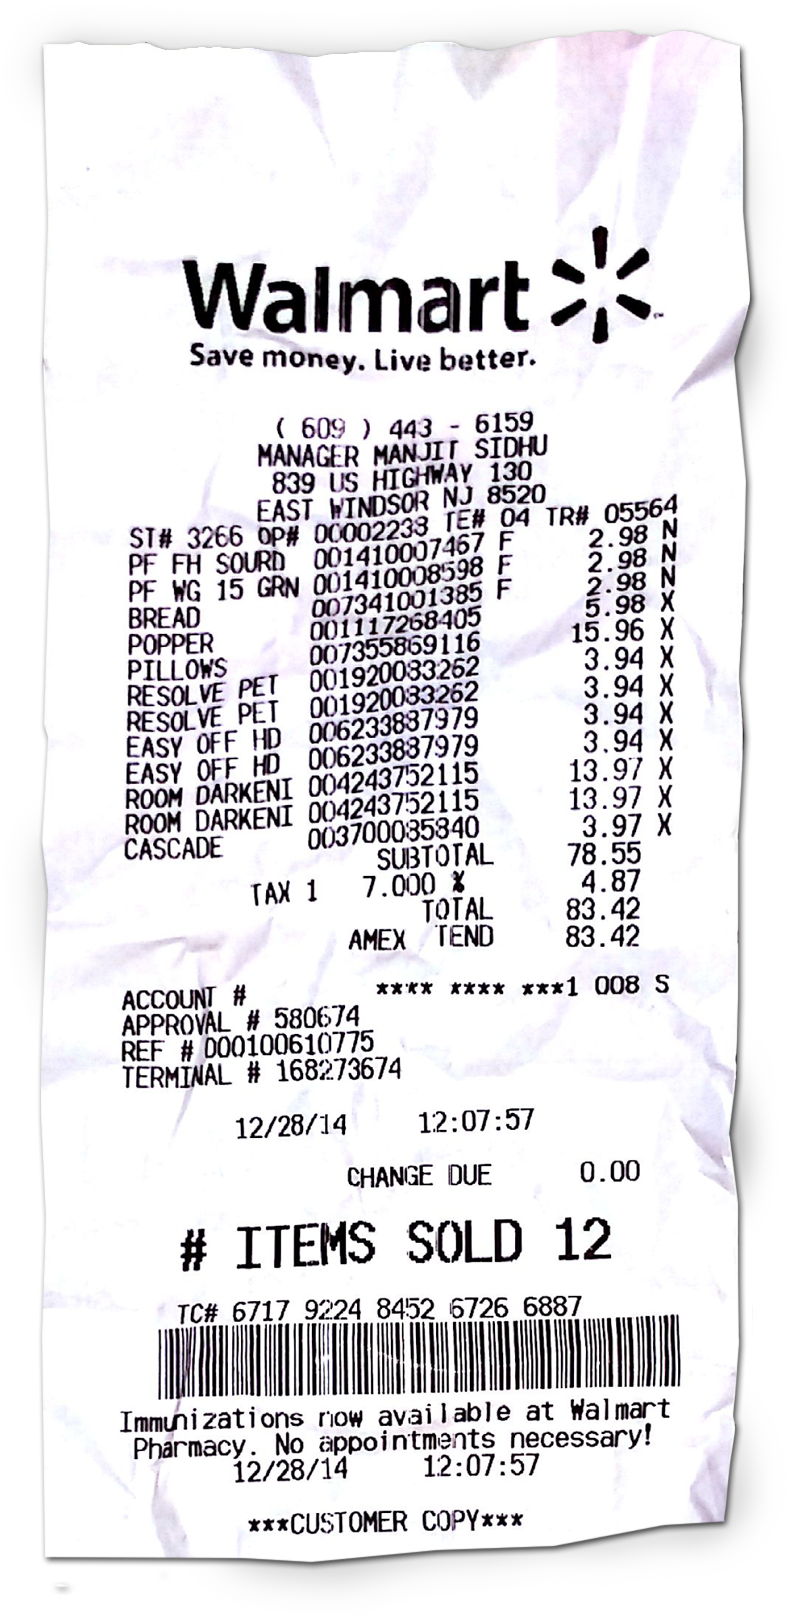 Walmart
Save money. Live better.
( 609 ) 443 - 6159
MANAGER MANJIT SIDHU
839 US HIGHWAY 130
EAST WINDSOR NJ 8520
ST# 3266 OP# 00002233 TE# 04 TR# 05564
PF FH SOURD 001410007467 F 2.98 N
PF WG 15 GRN 001410008598 F 2.98 N
BREAD 007341001385 F 2.98 N
POPPER 001117268405 5.98 X
PILLOWS 007355869116 15.96 X
RESOLVE PET 001920083262 3.94 X
RESOLVE PET 001920083262 3.94 X
EASY OFF HD 006233887979 3.94 X
EASY OFF HD 006233887979 3.94 X
ROOM DARKENI 004243752115 13.97 X
ROOM DARKENI 004243752115 13.97 X
CASCADE 003700085840 3.97 X
SUBTOTAL 78.55
TAX 1 7.000 % 4.87
TOTAL 83.42
AMEX TEND 83.42
ACCOUNT # **** **** ***1 008 S
APPROVAL # 580674
REF # 000100610775
TERMINAL # 168273674
12/28/14 12:07:57
CHANGE DUE 0.00
# ITEMS SOLD 12
TC# 6717 9224 8452 6726 6887
Immunizations now available at Walmart
Pharmacy. No appointments necessary!
12/28/14 12:07:57
***CUSTOMER COPY***